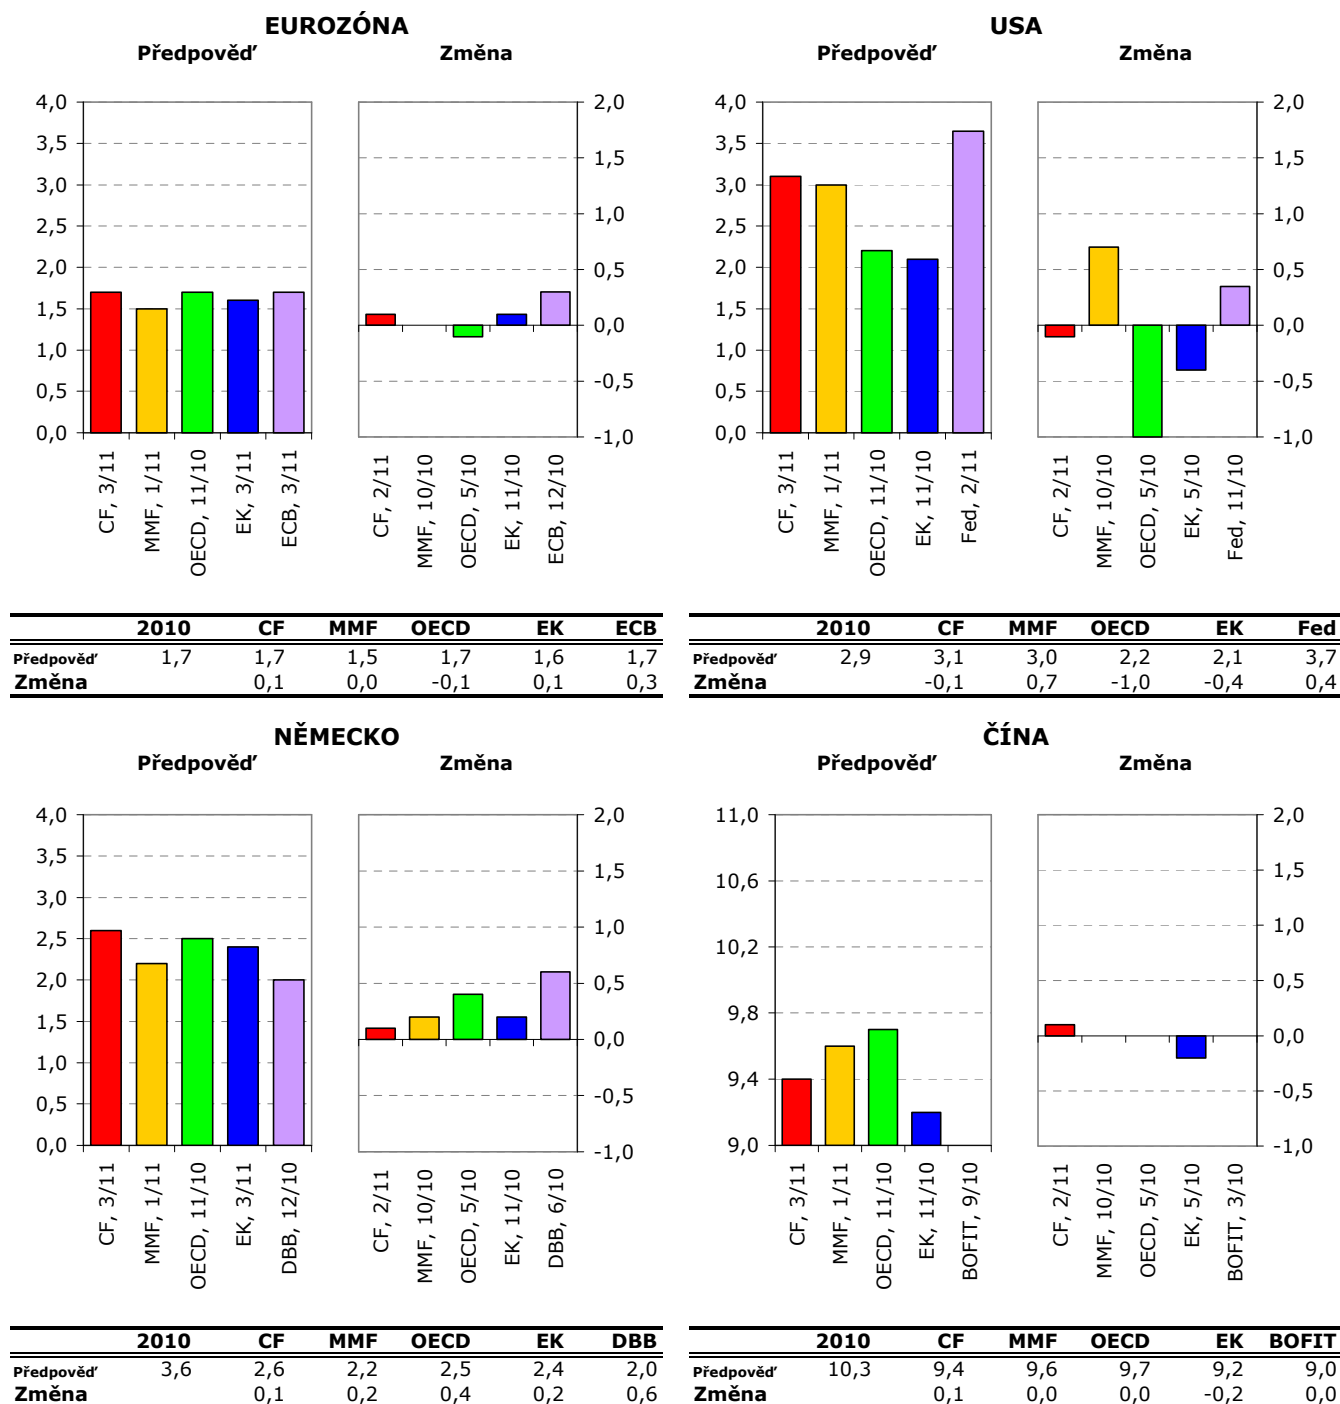 EUROZÓNA
Předpověď Změna
4,0
3,5
3,0
2,5
2,0
1,5
1,0
0,5
0,0
2,0
1,5
1,0
0,5
0,0
-0,5
-1,0
CF, 3/11
MMF, 1/11
OECD, 11/10
EK, 3/11
ECB, 3/11
CF, 2/11
MMF, 10/10
OECD, 5/10
EK, 11/10
ECB, 12/10
2010 CF MMF OECD EK ECB
Předpověď 1,7 1,7 1,5 1,7 1,6 1,7
Změna 0,1 0,0 -0,1 0,1 0,3
USA
Předpověď Změna
4,0
3,5
3,0
2,5
2,0
1,5
1,0
0,5
0,0
2,0
1,5
1,0
0,5
0,0
-0,5
-1,0
CF, 3/11
MMF, 1/11
OECD, 11/10
EK, 11/10
Fed, 2/11
CF, 2/11
MMF, 10/10
OECD, 5/10
EK, 5/10
Fed, 11/10
2010 CF MMF OECD EK Fed
Předpověď 2,9 3,1 3,0 2,2 2,1 3,7
Změna -0,1 0,7 -1,0 -0,4 0,4
NĚMECKO
Předpověď Změna
4,0
3,5
3,0
2,5
2,0
1,5
1,0
0,5
0,0
2,0
1,5
1,0
0,5
0,0
-0,5
-1,0
CF, 3/11
MMF, 1/11
OECD, 11/10
EK, 3/11
DBB, 12/10
CF, 2/11
MMF, 10/10
OECD, 5/10
EK, 11/10
DBB, 6/10
2010 CF MMF OECD EK DBB
Předpověď 3,6 2,6 2,2 2,5 2,4 2,0
Změna 0,1 0,2 0,4 0,2 0,6
ČÍNA
Předpověď Změna
11,0
10,6
10,2
9,8
9,4
9,0
2,0
1,5
1,0
0,5
0,0
-0,5
-1,0
CF, 3/11
MMF, 1/11
OECD, 11/10
EK, 11/10
BOFIT, 9/10
CF, 2/11
MMF, 10/10
OECD, 5/10
EK, 5/10
BOFIT, 3/10
2010 CF MMF OECD EK BOFIT
Předpověď 10,3 9,4 9,6 9,7 9,2 9,0
Změna 0,1 0,0 0,0 -0,2 0,0